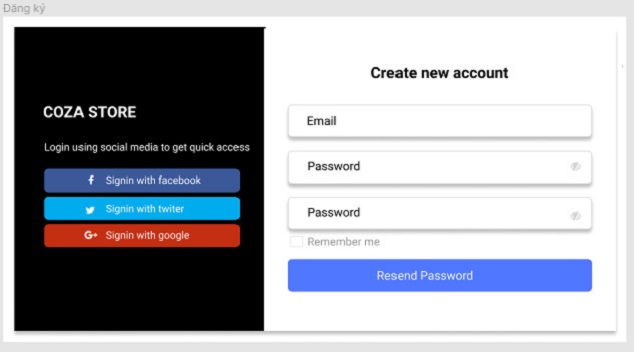 Đăng ký
COZA STORE
Login using social media to get quick access
f Signin with facebook
Signin with twiter
G+ Signin with google
Create new account
Email
Password
Password
Remember me
Resend Password